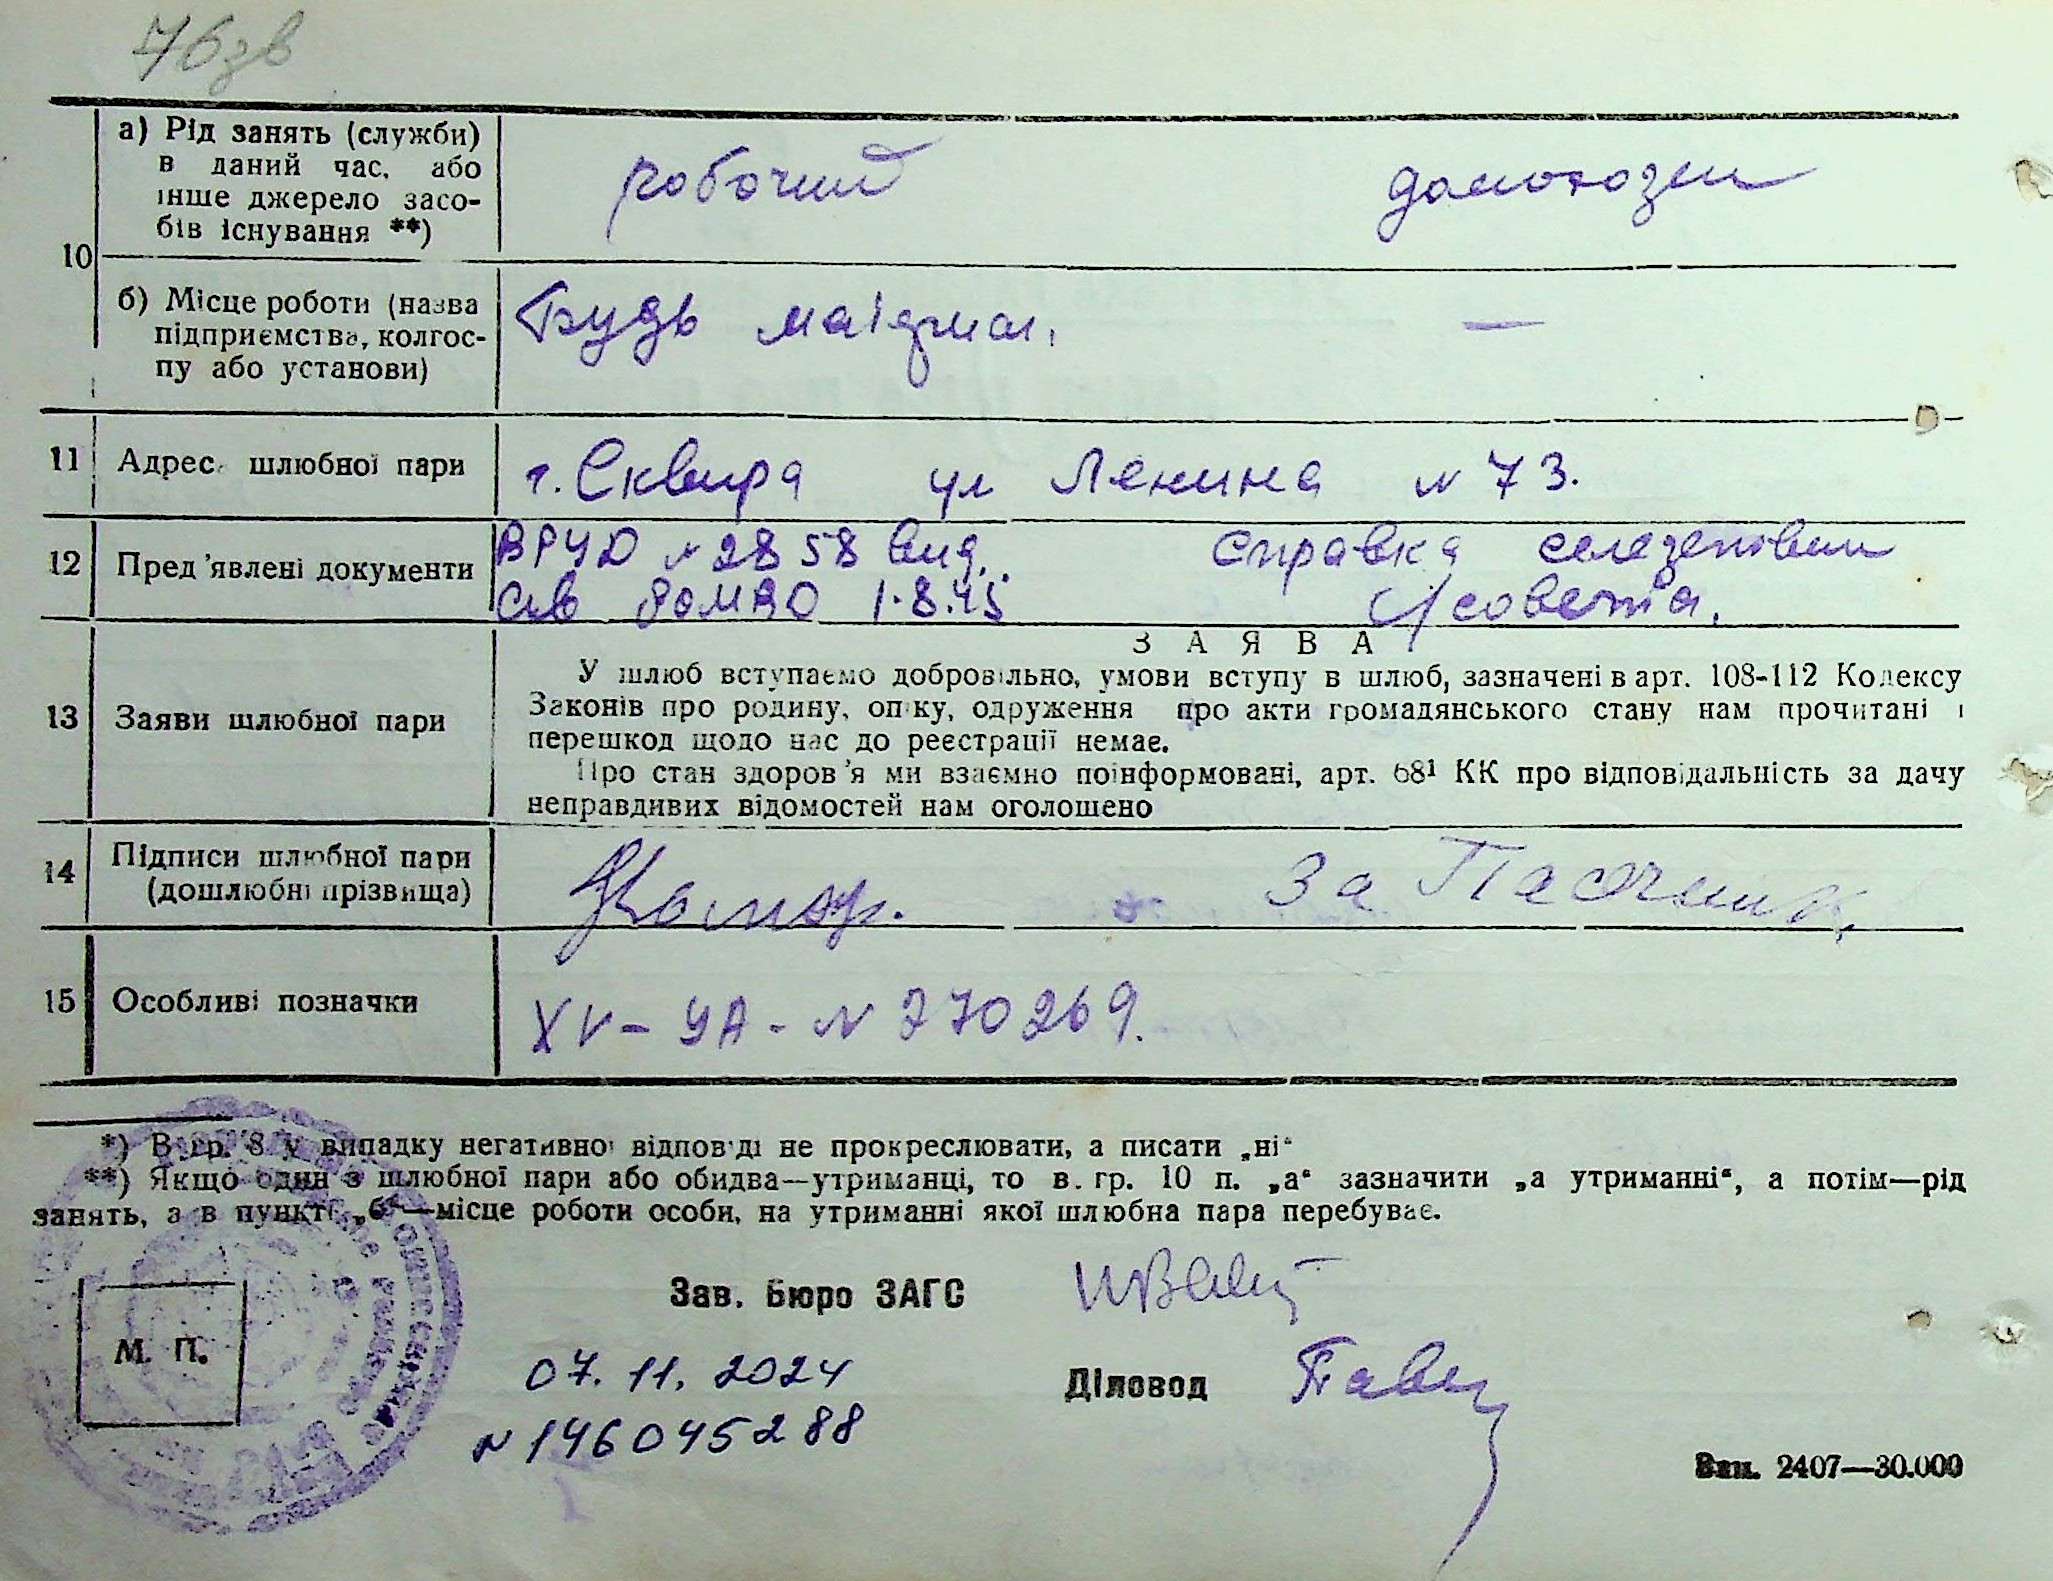 76зв
а) Рід занять (служби) в даний час, або інше джерело засобів існування **)
робочий
10
б) Місце роботи (назва підприємства, колгоспу або установи)
Будь
—
11 Адрес шлюбної пари
г. Сквира ул Ленина № 73.
12 Пред'явлені документи
ВРУД № 2858 вид.
справка
РОМВО 1.8.45
с/совета.
13 Заяви шлюбної пари
ЗАЯВА
У шлюб вступаємо добровільно, умови вступу в шлюб, зазначені в арт. 108-112 Кодексу
Законів про родину, опіку, одруження про акти громадянського стану нам прочитані і
перешкод щодо нас до реєстрації немає.
Про стан здоров'я ми взаємно поінформовані, арт. 68¹ КК про відповідальність за дачу
неправдивих відомостей нам оголошено
14 Підписи шлюбної пари (дошлюбні прізвища)
За Пасечник
15 Особливі позначки
XV - УА - № 270269.
*) В гр. 8 у випадку негативної відповіді не прокреслювати, а писати „ні“
**) Якщо один з шлюбної пари або обидва—утриманці, то в. гр. 10 п. „а“ зазначити „а утриманні“, а потім—рід
занять, а в пункті „б“—місце роботи особи, на утриманні якої шлюбна пара перебуває.
Зав. Бюро ЗАГС
М. П.
07.11.2024
Діловод
№ 146045288
Зам. 2407—30.000